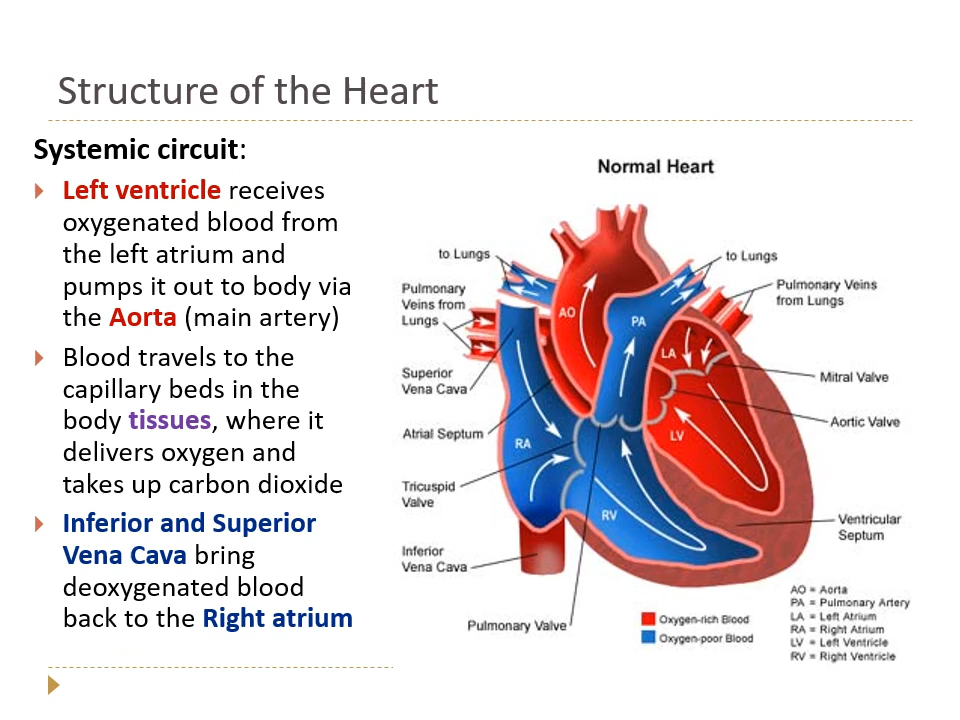 Structure of the Heart
Systemic circuit:
Left ventricle receives
oxygenated blood from
the left atrium and
pumps it out to body via
the Aorta (main artery)
Blood travels to the
capillary beds in the
body tissues, where it
delivers oxygen and
takes up carbon dioxide
Inferior and Superior
Vena Cava bring
deoxygenated blood
back to the Right atrium
Normal Heart
to Lungs
Pulmonary
Veins from
Lungs
Superior
Vena Cava
Atrial Septum
Tricuspid
Valve
Inferior
Vena Cava
Pulmonary Valve
AO
PA
LA
RA
LV
RV
to Lungs
Pulmonary Veins
from Lungs
Mitral Valve
Aortic Valve
Ventricular
Septum
Oxygen-rich Blood
Oxygen-poor Blood
AO = Aorta
PA = Pulmonary Artery
LA = Left Atrium
RA = Right Atrium
LV = Left Ventricle
RV = Right Ventricle